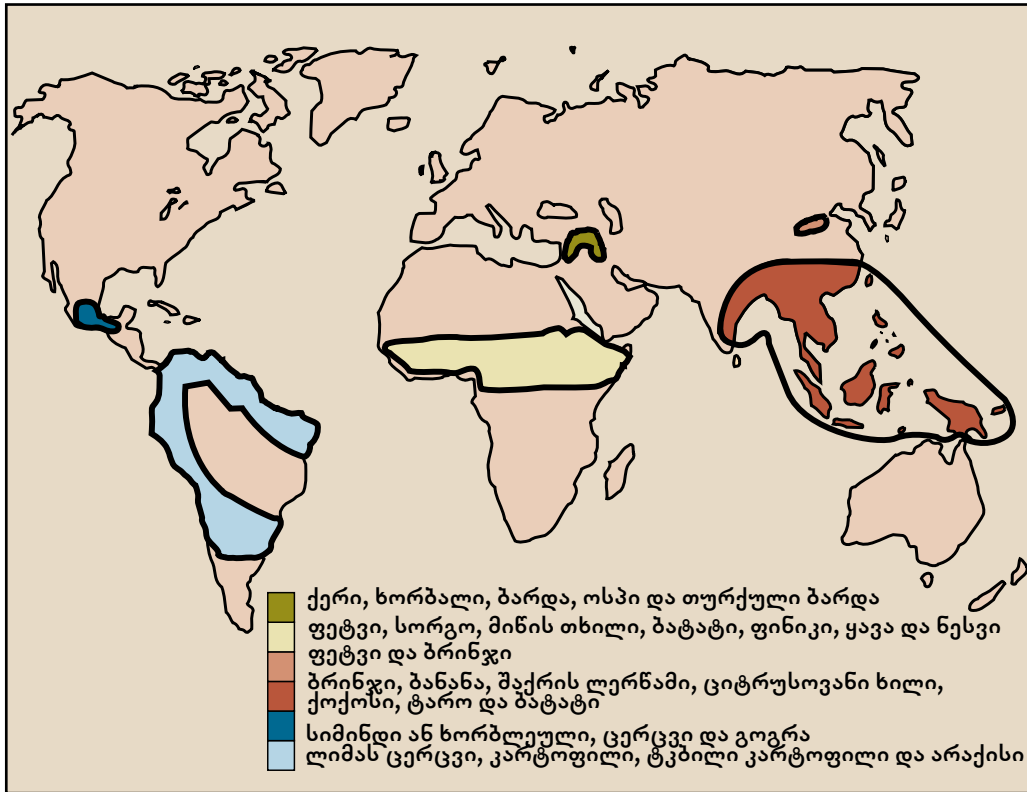 ქერი, ხორბალი, ბარდა, ოსპი და თურქული ბარდა
ფეტვი, სორგო, მიწის თხილი, ბატატი, ფინიკი, ყავა და ნესვი
ფეტვი და ბრინჯი
ბრინჯი, ბანანა, შაქრის ლერწამი, ციტრუსოვანი ხილი,
ქოქოსი, ტარო და ბატატი
სიმინდი ან ხორბლეული, ცერცვი და გოგრა
ლიმას ცერცვი, კარტოფილი, ტკბილი კარტოფილი და არაქისი